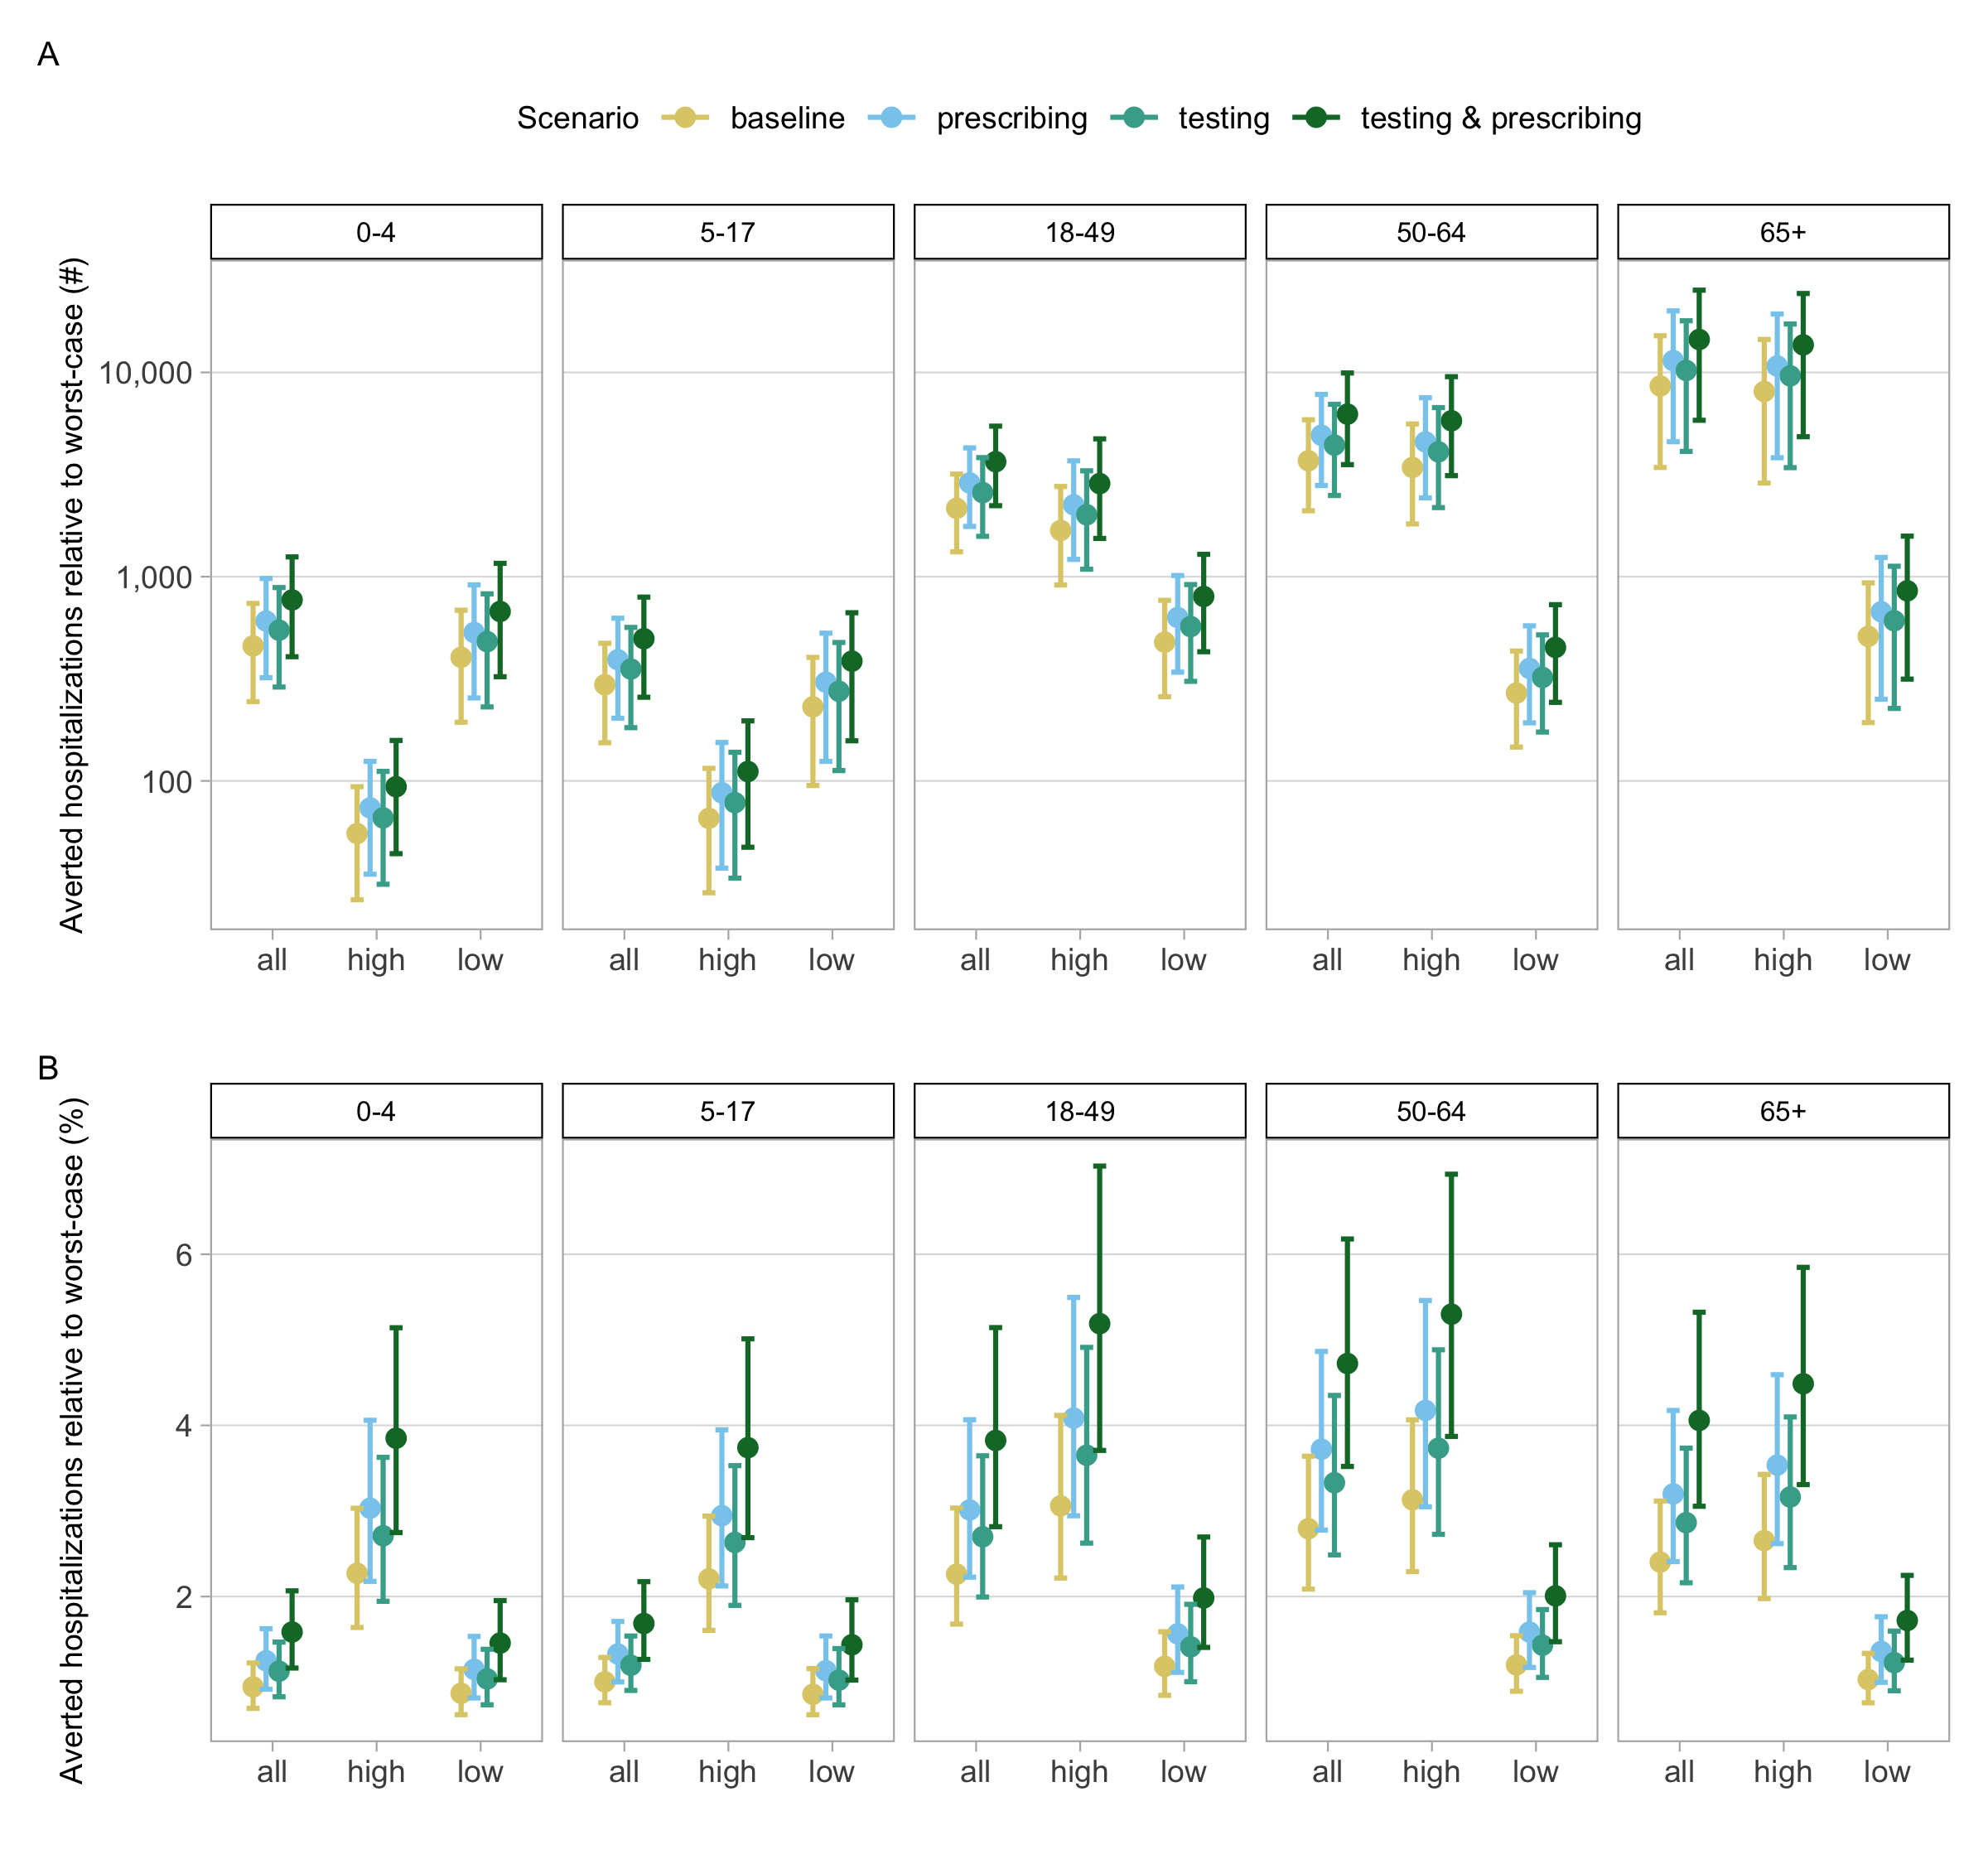 A
Scenario baseline prescribing testing testing & prescribing
0-4 5-17 18-49 50-64 65+
Averted hospitalizations relative to worst-case (#)
10,000
1,000
100
all high low all high low all high low all high low all high low
B
0-4 5-17 18-49 50-64 65+
Averted hospitalizations relative to worst-case (%)
6
4
2
all high low all high low all high low all high low all high low